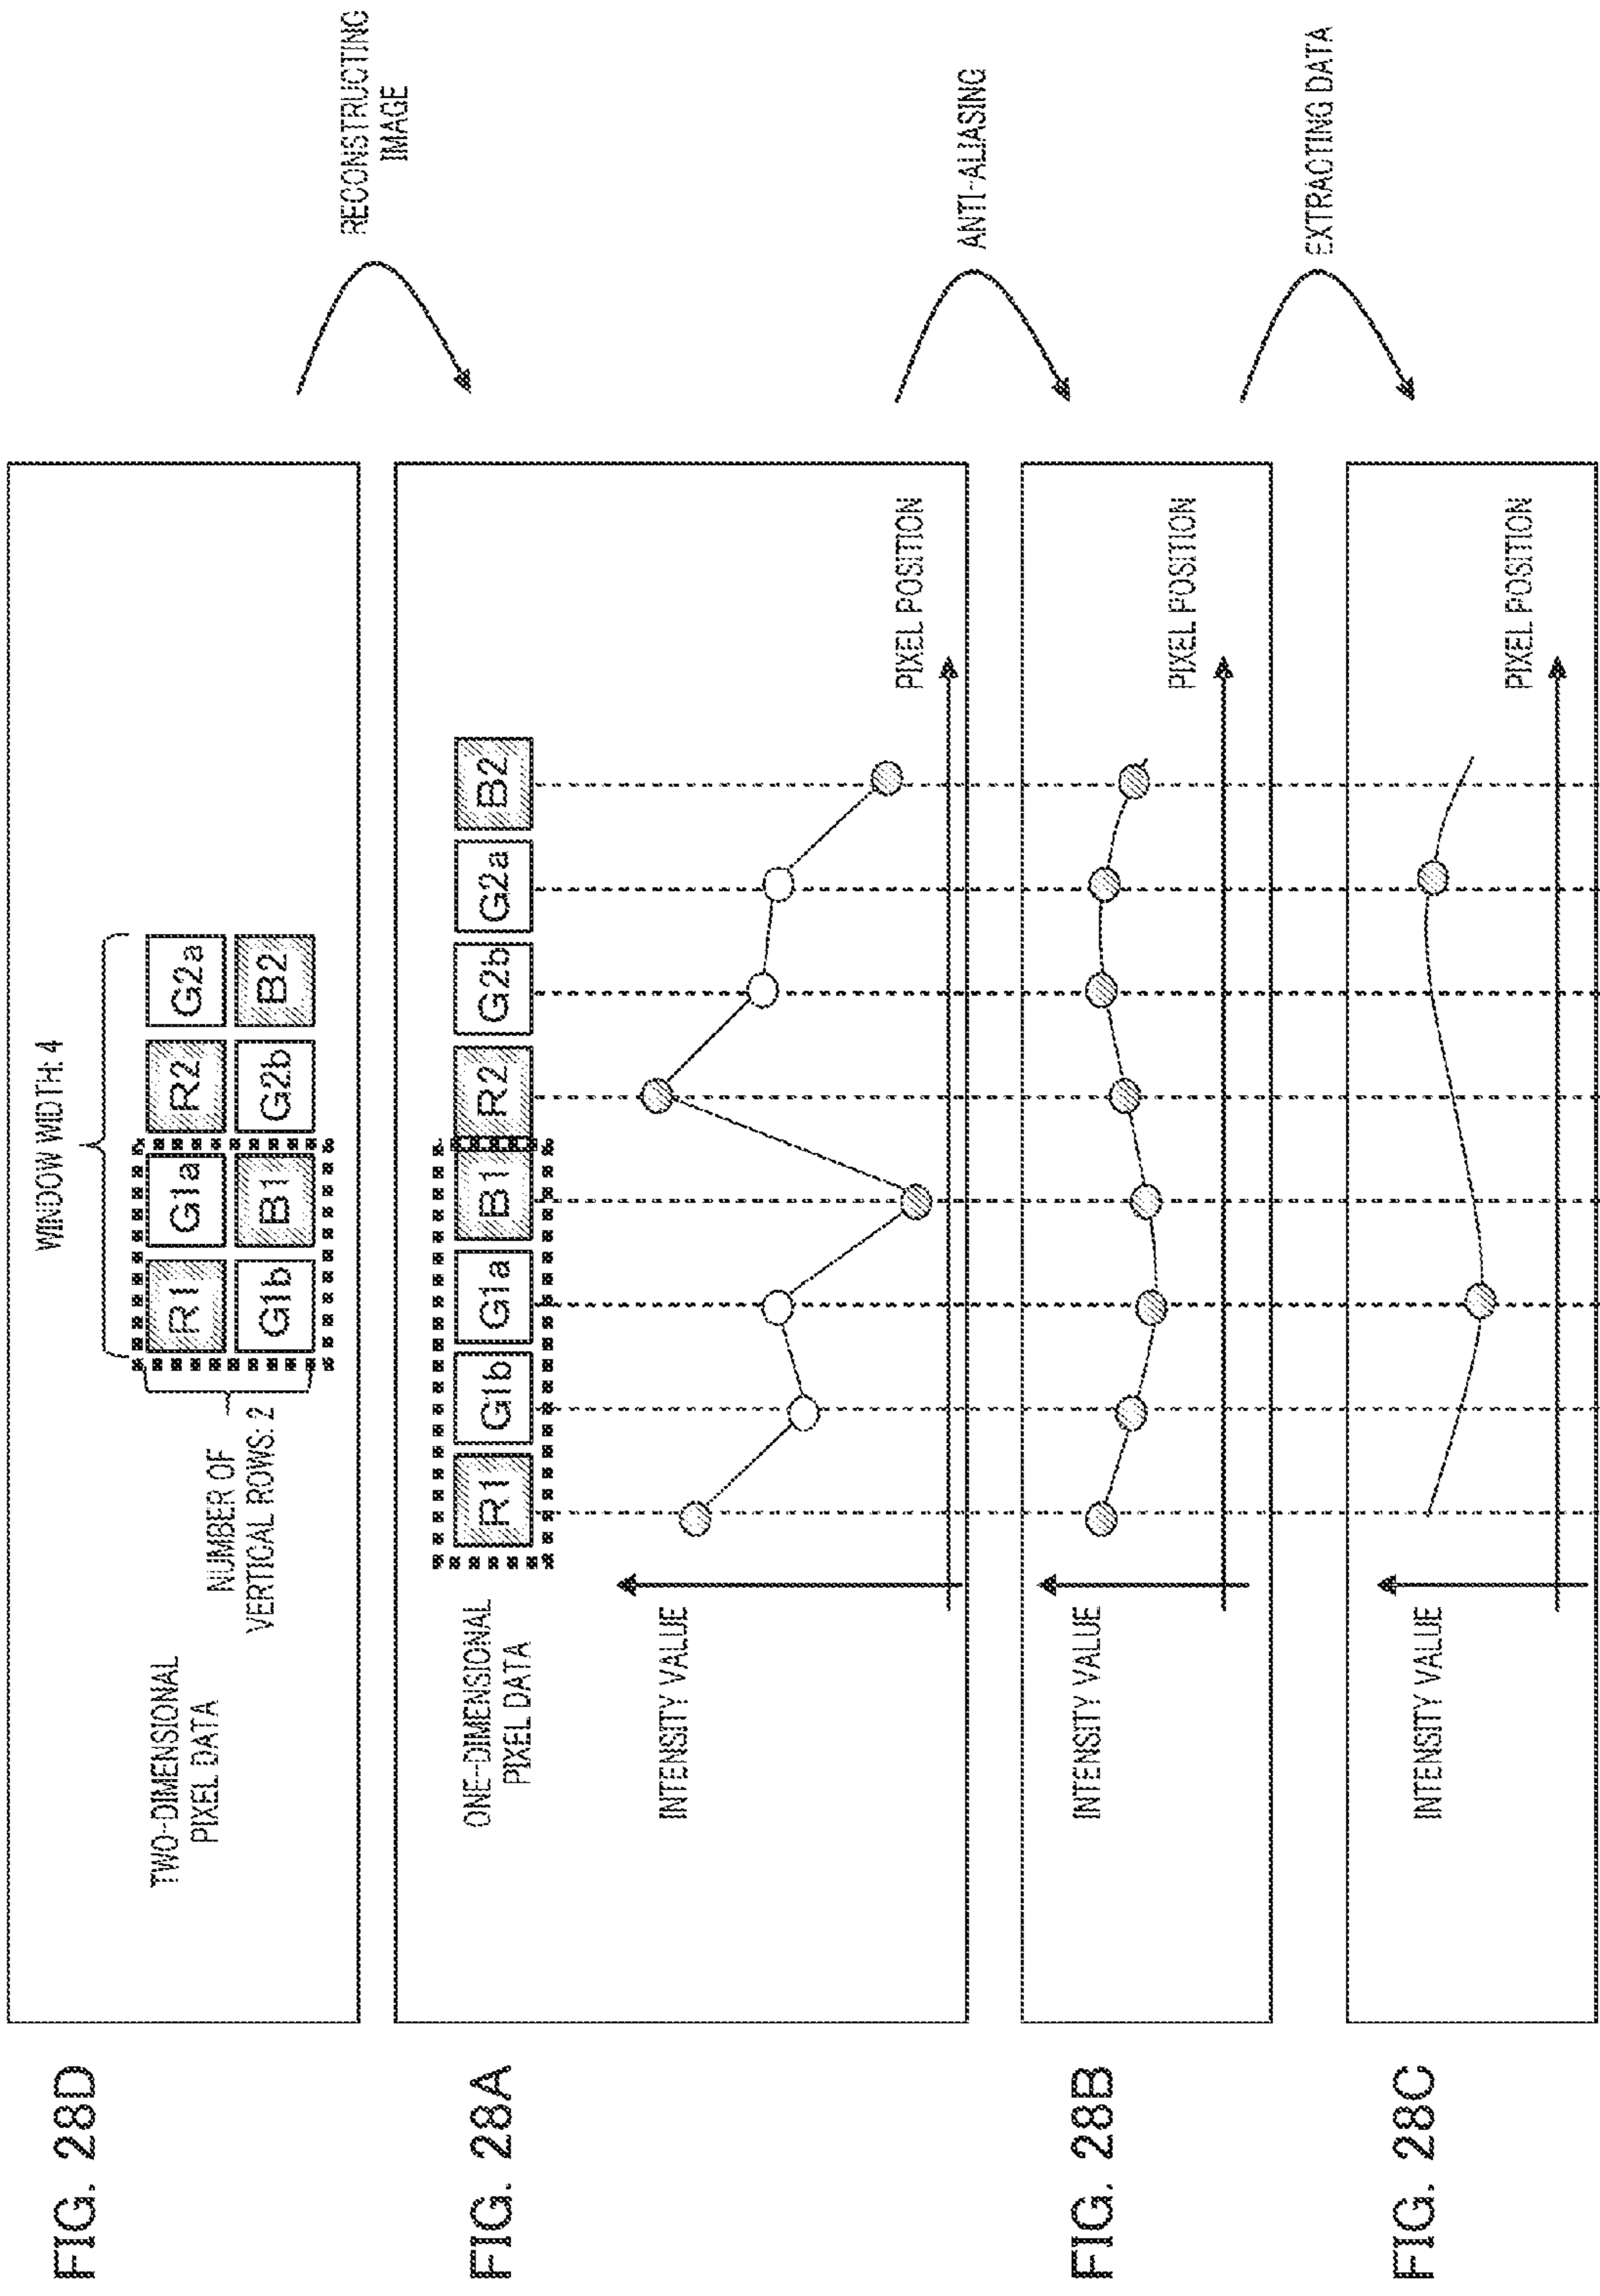 FIG. 28D
WINDOW WIDTH: 4
TWO-DIMENSIONAL
PIXEL DATA
NUMBER OF
VERTICAL ROWS: 2
R1 G1a R2 G2a
G1b B1 G2b B2
RECONSTRUCTING
IMAGE
FIG. 28A
ONE-DIMENSIONAL
PIXEL DATA
R1 G1b G1a B1 R2 G2b G2a B2
INTENSITY VALUE
PIXEL POSITION
ANTI-ALIASING
FIG. 28B
INTENSITY VALUE
PIXEL POSITION
EXTRACTING DATA
FIG. 28C
INTENSITY VALUE
PIXEL POSITION